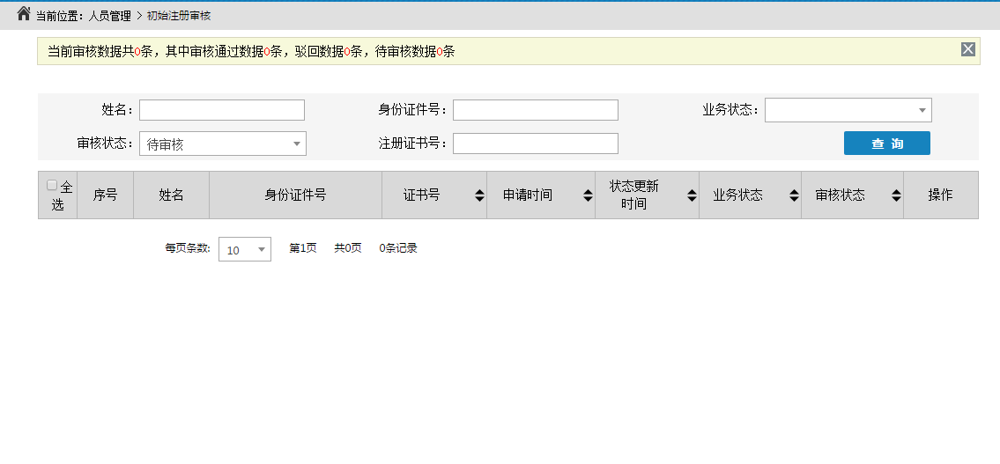 当前位置：人员管理 > 初始注册审核
当前审核数据共0条，其中审核通过数据0条，驳回数据0条，待审核数据0条
姓名： 身份证件号： 业务状态：
审核状态： 待审核 注册证书号： 查 询
全选 序号 姓名 身份证件号 证书号 申请时间 状态更新时间 业务状态 审核状态 操作
每页条数: 10 第1页 共0页 0条记录